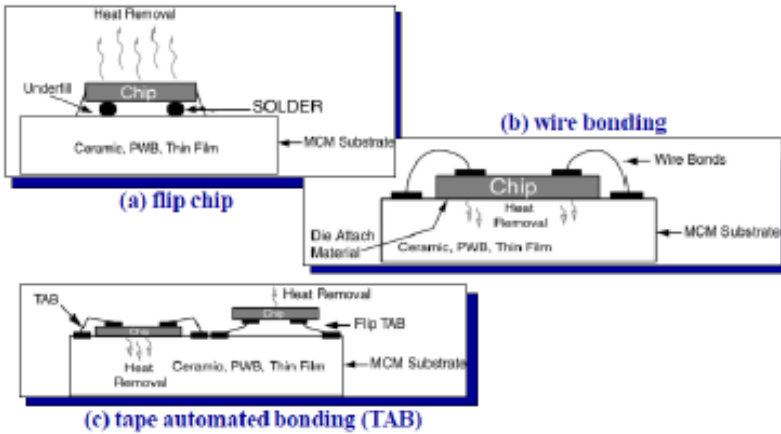 Heat Removal
Chip
Underfill
SOLDER
Ceramic, PWB, Thin Film
MCM Substrate
(a) flip chip
(b) wire bonding
Wire Bonds
Chip
Heat
Removal
Die Attach
Material
Ceramic, PWB, Thin Film
MCM Substrate
TAB
Heat Removal
Chip
Flip TAB
Chip
Heat
Removal
Ceramic, PWB, Thin Film
MCM Substrate
(c) tape automated bonding (TAB)